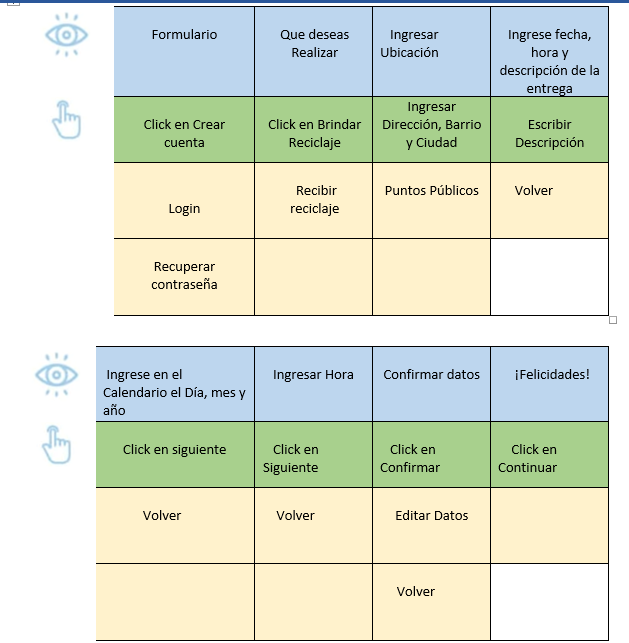 Formulario
Que deseas
Realizar
Ingresar
Ubicación
Ingrese fecha,
hora y
descripción de la
entrega
Click en Crear
cuenta
Click en Brindar
Reciclaje
Ingresar
Dirección, Barrio
y Ciudad
Escribir
Descripción
Login
Recibir
reciclaje
Puntos Públicos
Volver
Recuperar
contraseña
Ingrese en el
Calendario el Día, mes y
año
Ingresar Hora
Confirmar datos
¡Felicidades!
Click en siguiente
Click en
Siguiente
Click en
Confirmar
Click en
Continuar
Volver
Volver
Editar Datos
Volver